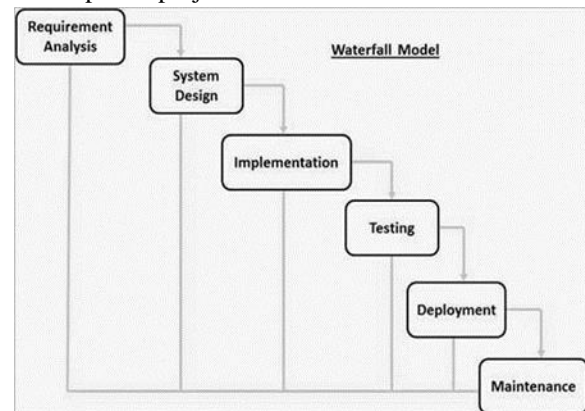 Requirement
Analysis
Waterfall Model
System
Design
Implementation
Testing
Deployment
Maintenance